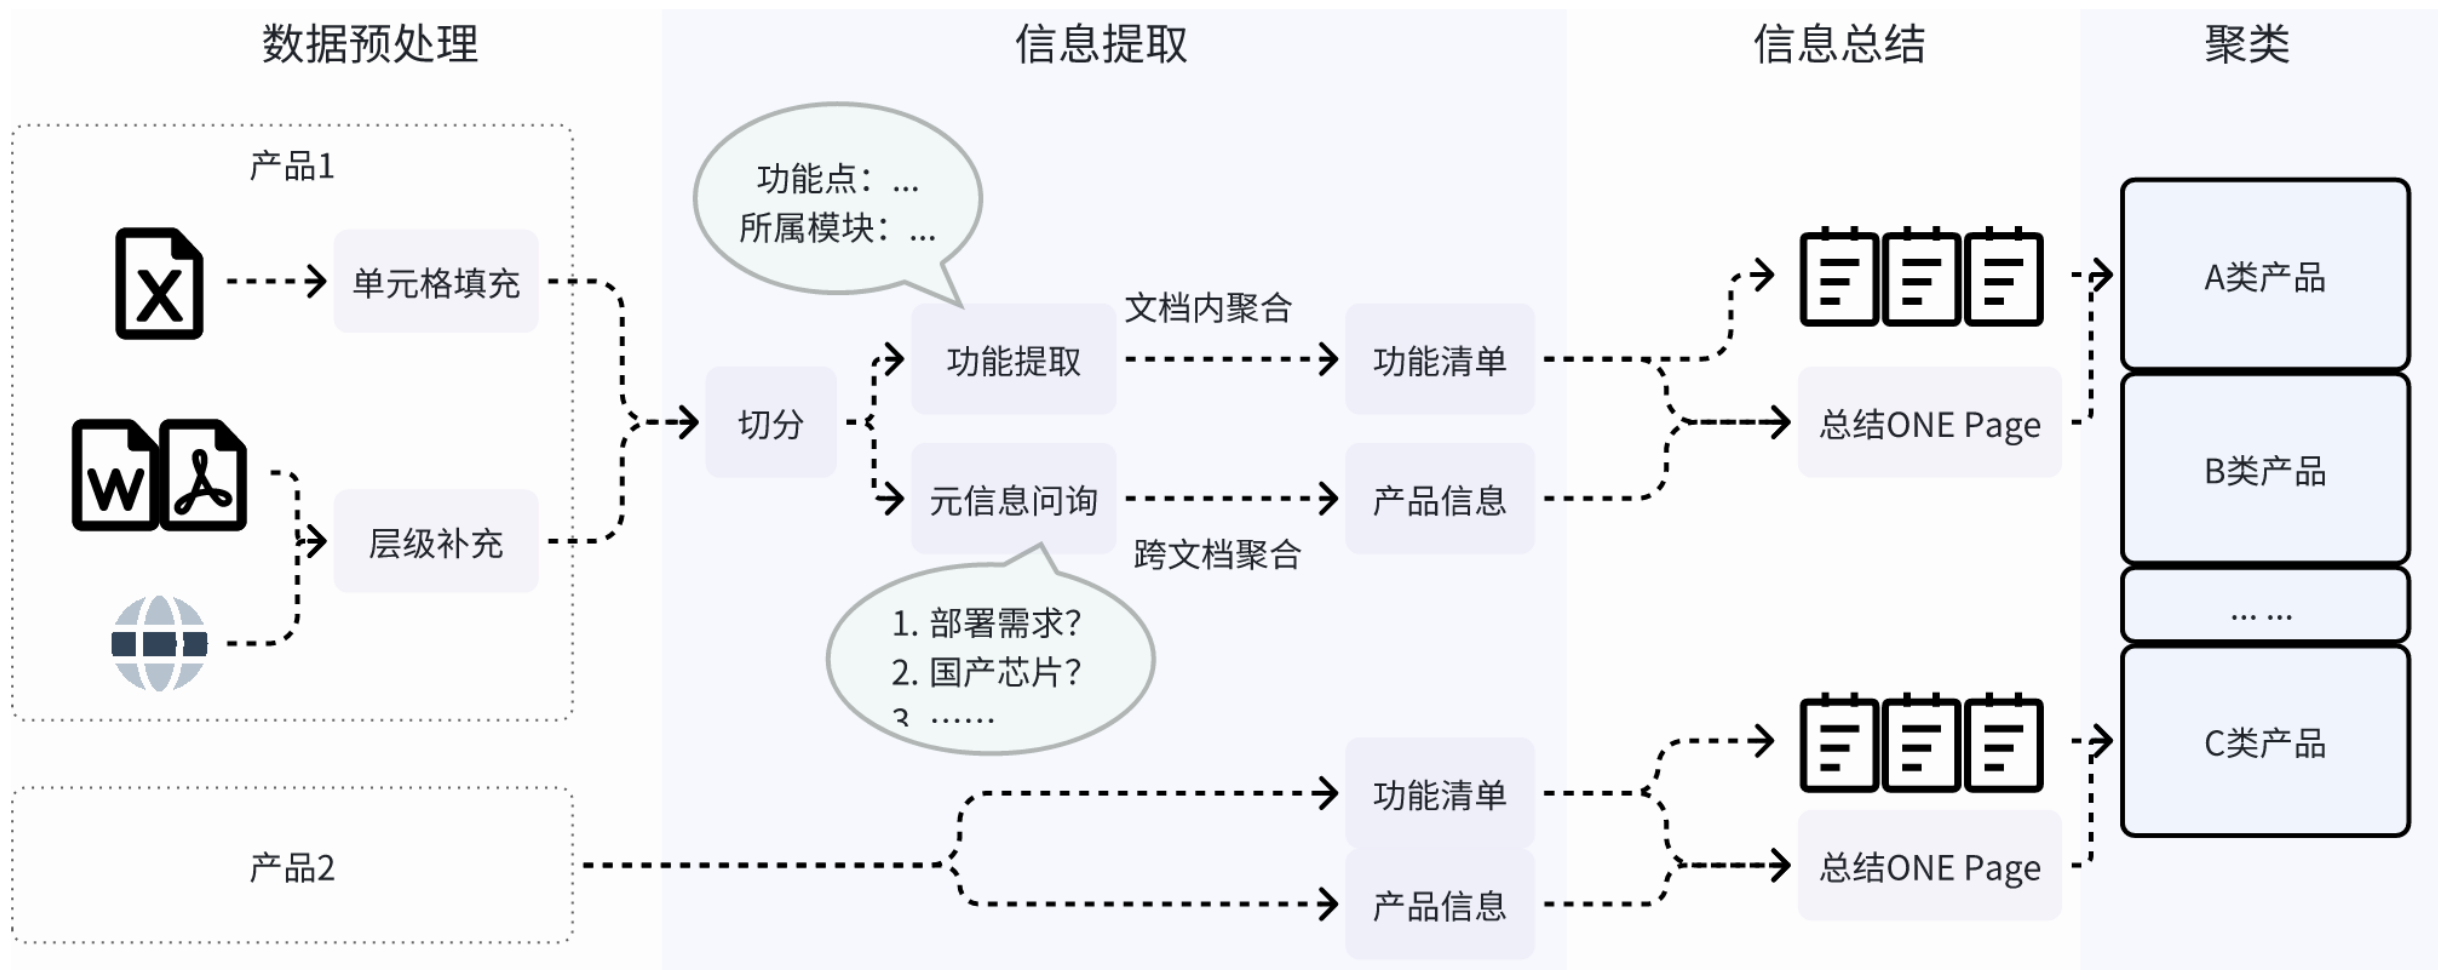 数据预处理
信息提取
信息总结
聚类
产品1
单元格填充
层级补充
产品2
功能点：...
所属模块：...
切分
功能提取
文档内聚合
功能清单
元信息问询
跨文档聚合
产品信息
1. 部署需求？
2. 国产芯片？
3. ……
功能清单
产品信息
总结ONE Page
总结ONE Page
A类产品
B类产品
... ...
C类产品